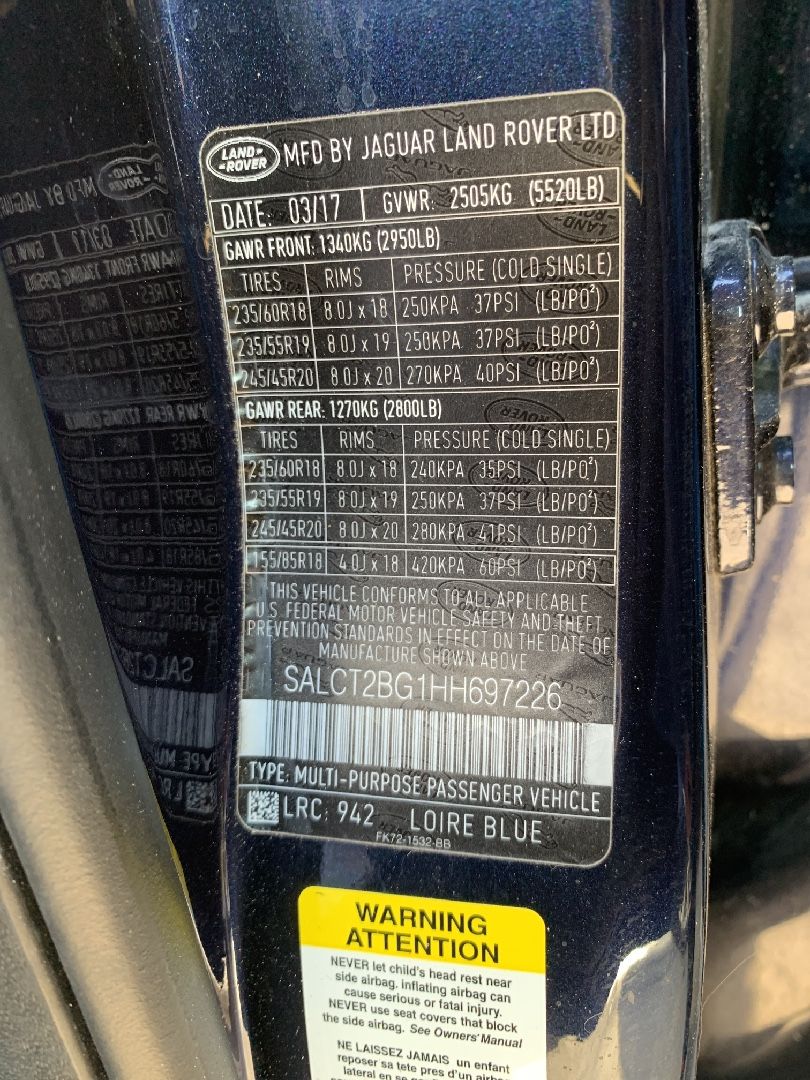 LAND ROVER
MFD BY JAGUAR LAND ROVER LTD
DATE: 03/17 GVWR: 2505KG (5520LB)
GAWR FRONT: 1340KG (2950LB)
TIRES RIMS PRESSURE (COLD SINGLE)
235/60R18 8.0J x 18 250KPA 37PSI (LB/PO²)
235/55R19 8.0J x 19 250KPA 37PSI (LB/PO²)
245/45R20 8.0J x 20 270KPA 40PSI (LB/PO²)
GAWR REAR: 1270KG (2800LB)
TIRES RIMS PRESSURE (COLD SINGLE)
235/60R18 8.0J x 18 240KPA 35PSI (LB/PO²)
235/55R19 8.0J x 19 250KPA 37PSI (LB/PO²)
245/45R20 8.0J x 20 280KPA 41PSI (LB/PO²)
155/85R18 4.0J x 18 420KPA 60PSI (LB/PO²)
THIS VEHICLE CONFORMS TO ALL APPLICABLE
U.S. FEDERAL MOTOR VEHICLE SAFETY AND THEFT
PREVENTION STANDARDS IN EFFECT ON THE DATE OF
MANUFACTURE SHOWN ABOVE
SALCT2BG1HH697226
TYPE: MULTI-PURPOSE PASSENGER VEHICLE
LRC: 942 LOIRE BLUE
FK72-1532-BB
WARNING
ATTENTION
NEVER let child's head rest near
side airbag. inflating airbag can
cause serious or fatal injury.
NEVER use seat covers that block
the side airbag. See Owners' Manual
NE LAISSEZ JAMAIS un enfant
reposer sa tete pres d'un airbag
lateral en se